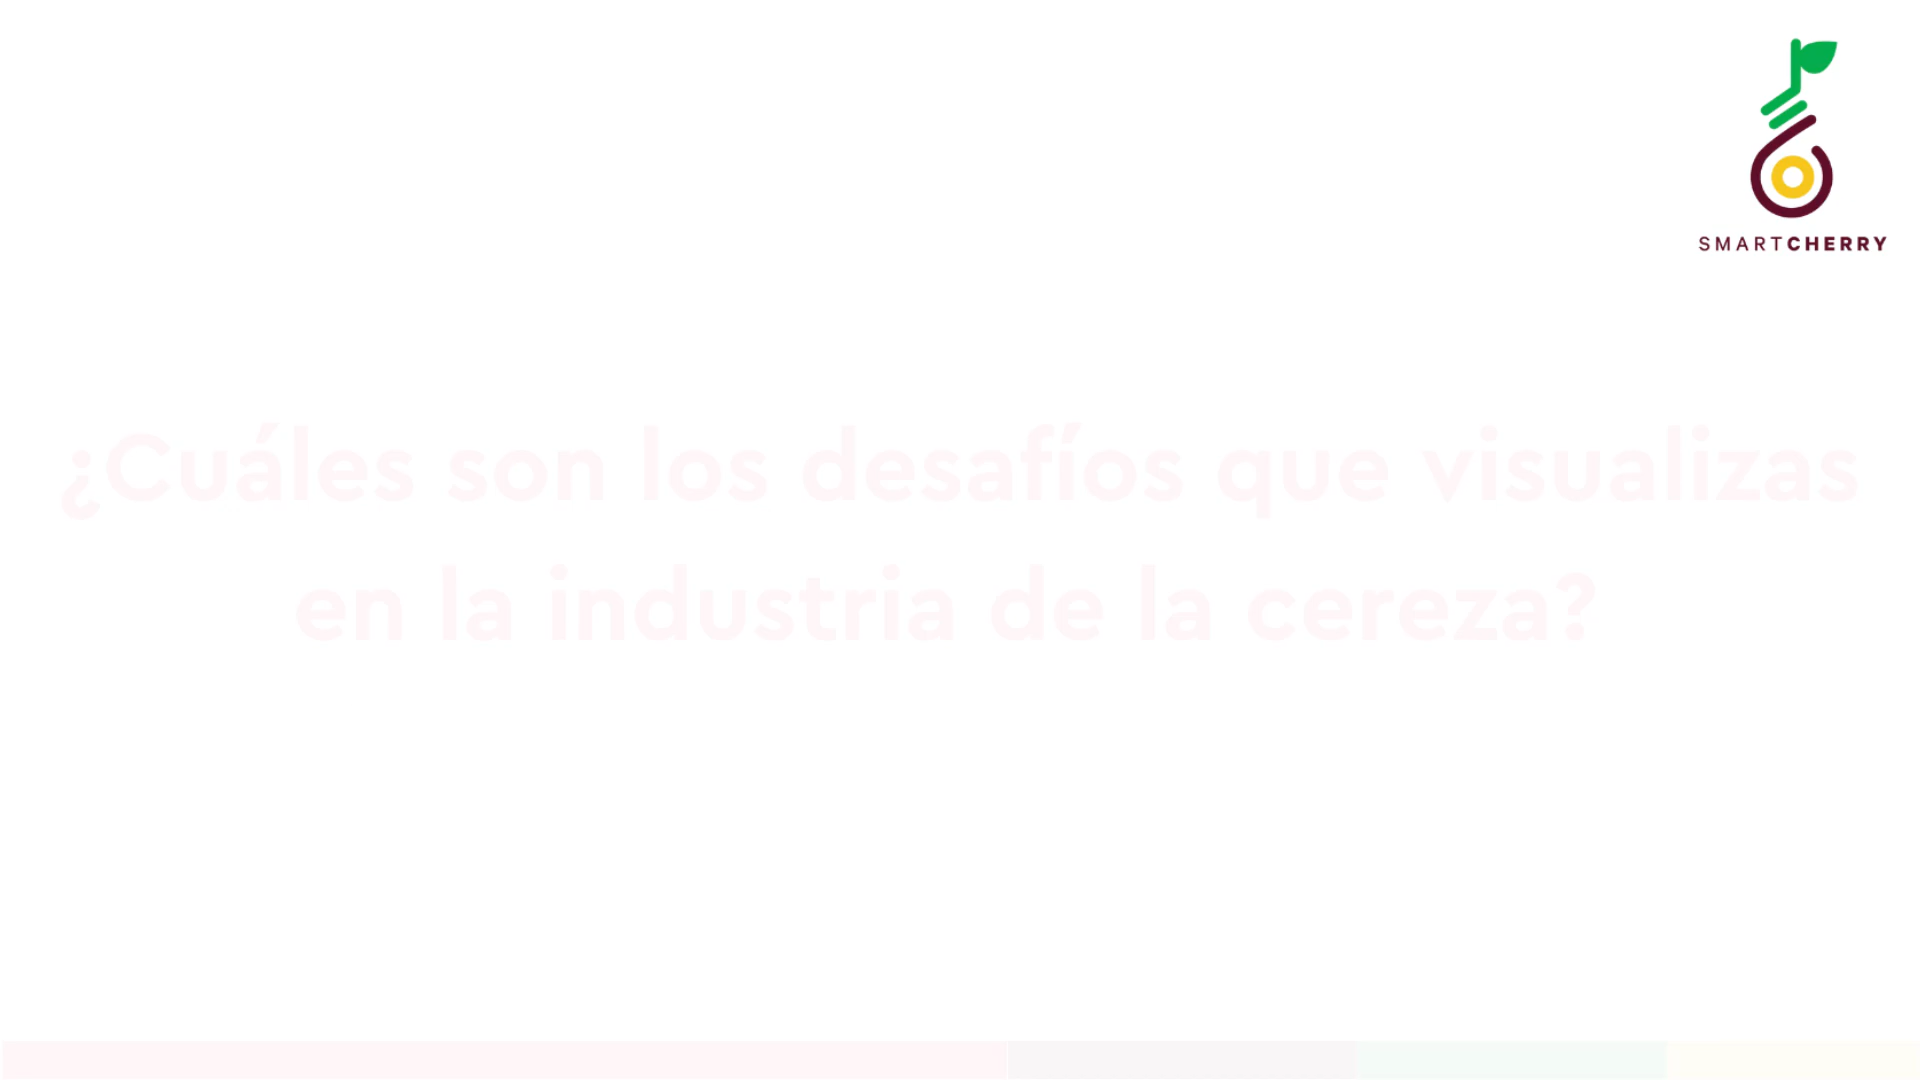 SMARTCHERRY
¿Cuáles son los desafíos que visualizas
en la industria de la cereza?